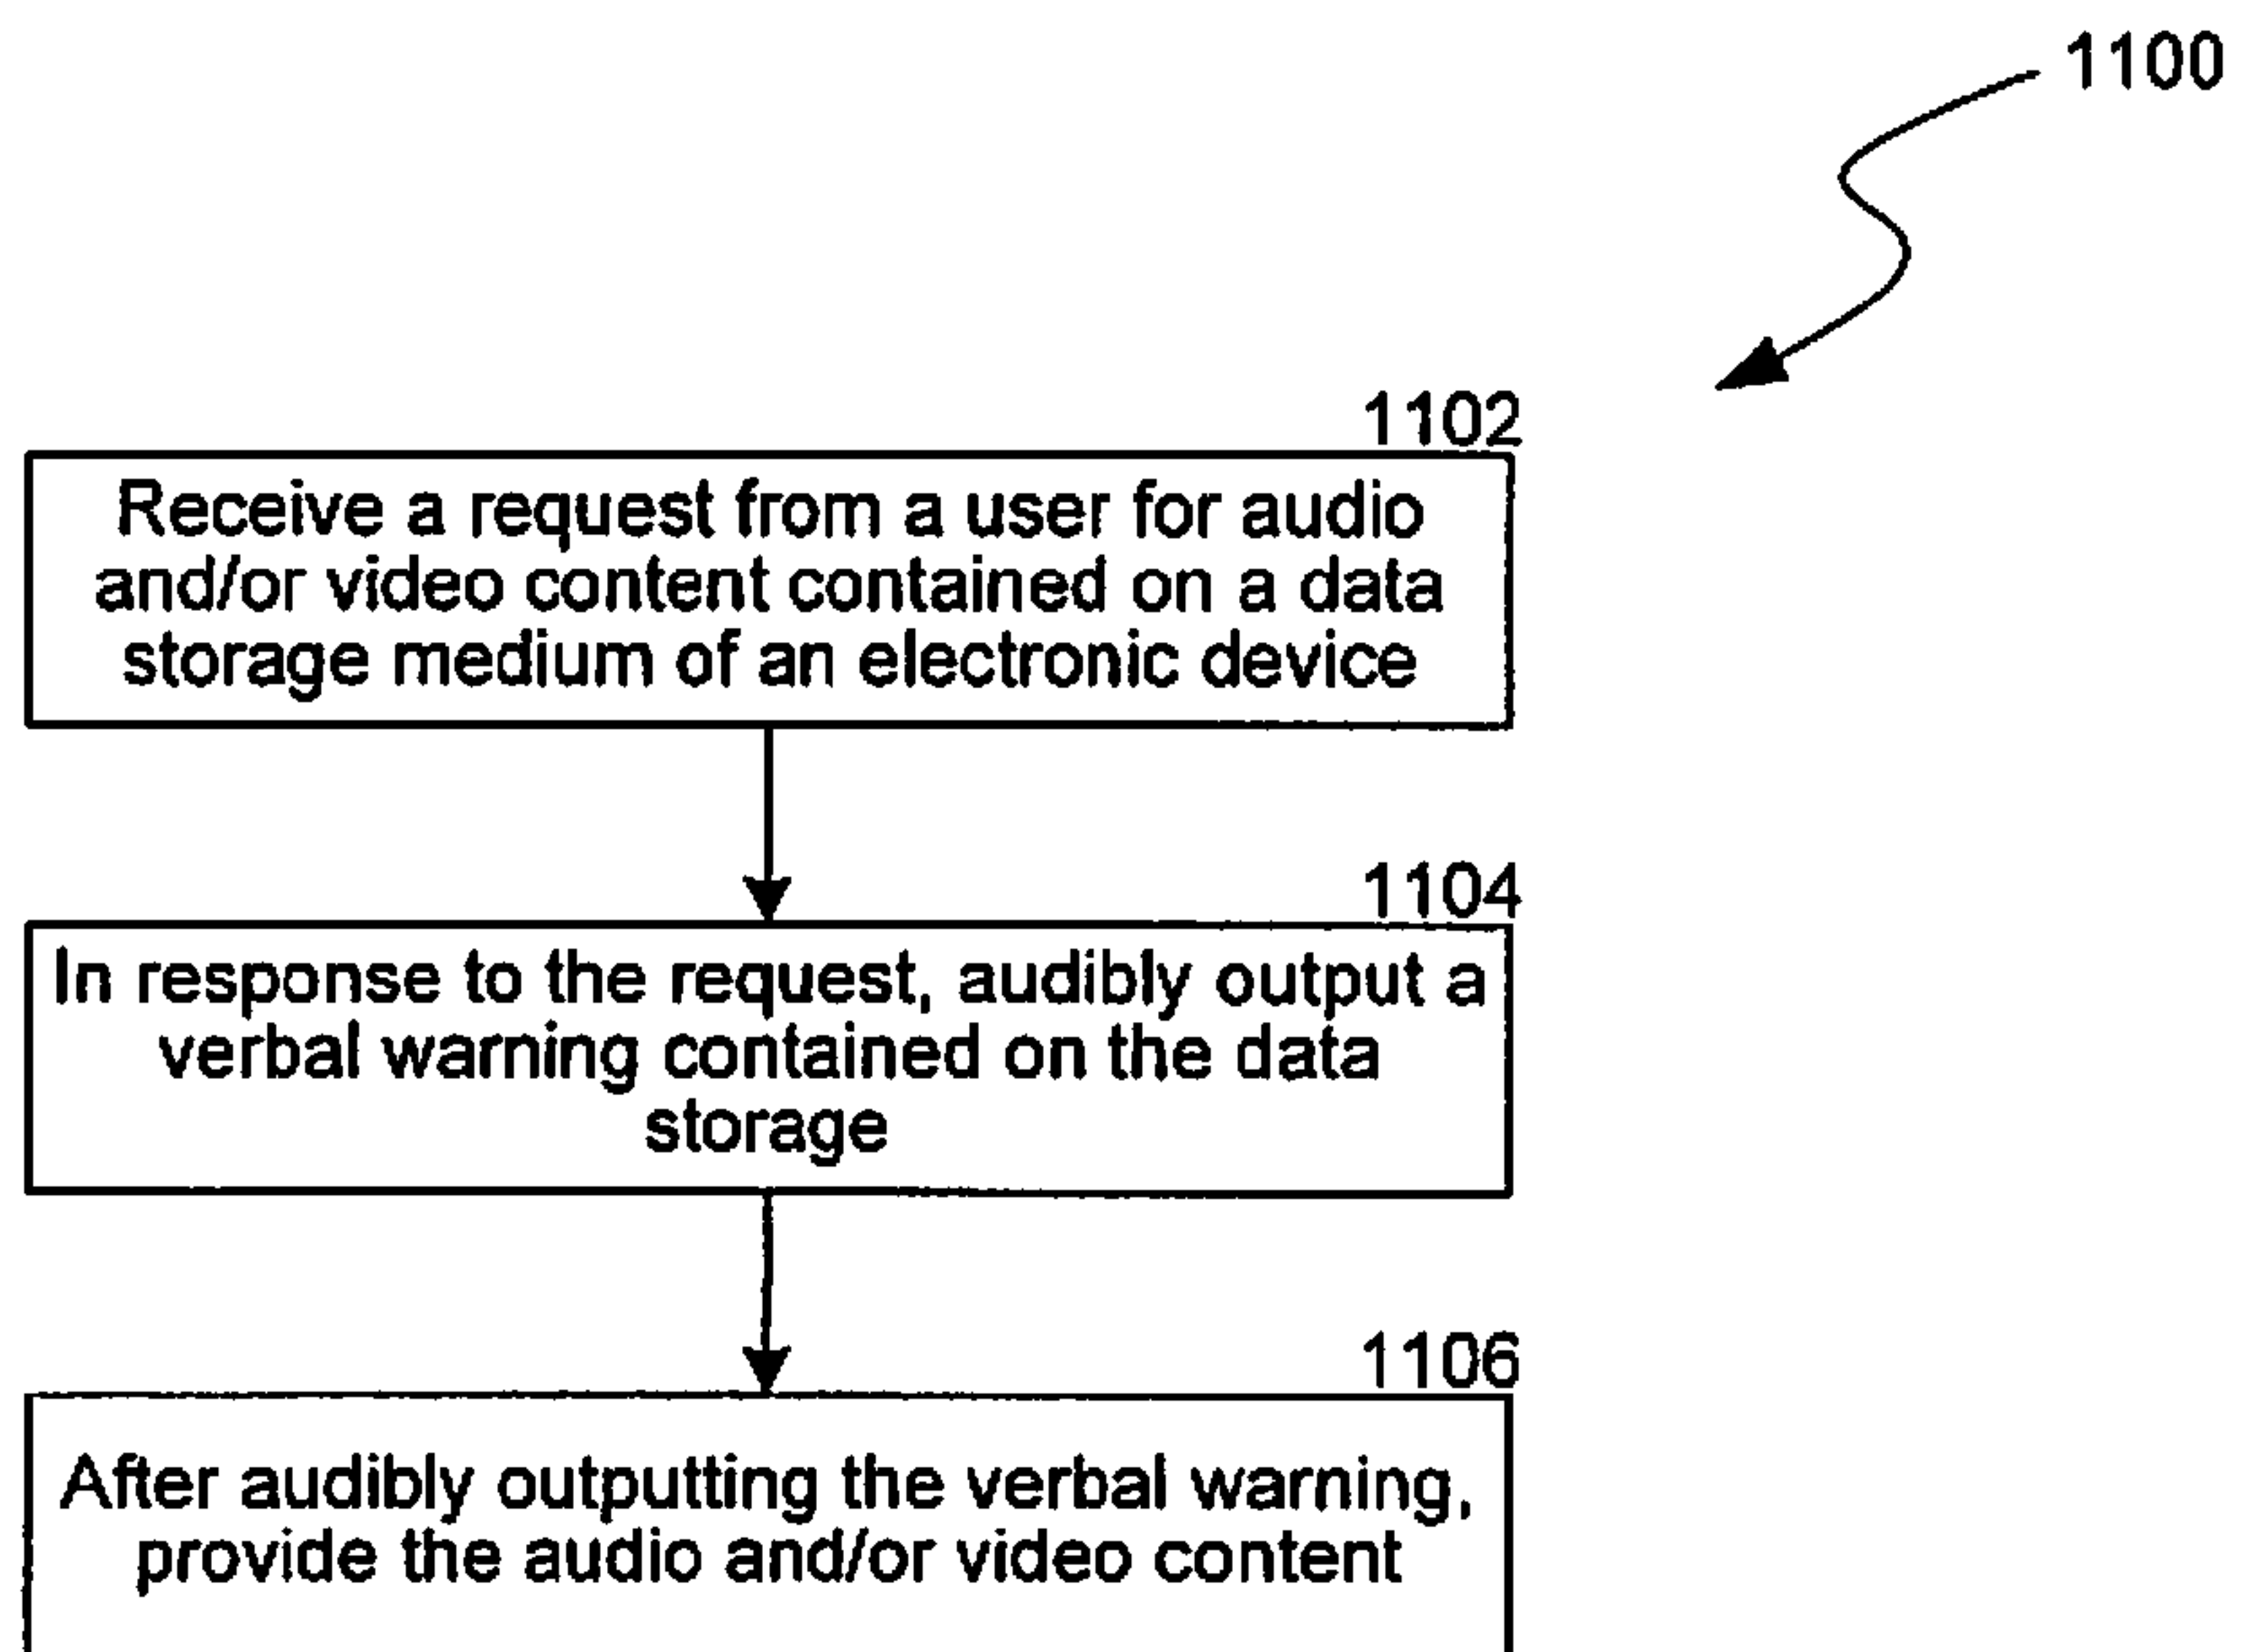 1100
1102
Receive a request from a user for audio
and/or video content contained on a data
storage medium of an electronic device
1104
In response to the request, audibly output a
verbal warning contained on the data
storage
1106
After audibly outputting the verbal warning,
provide the audio and/or video content